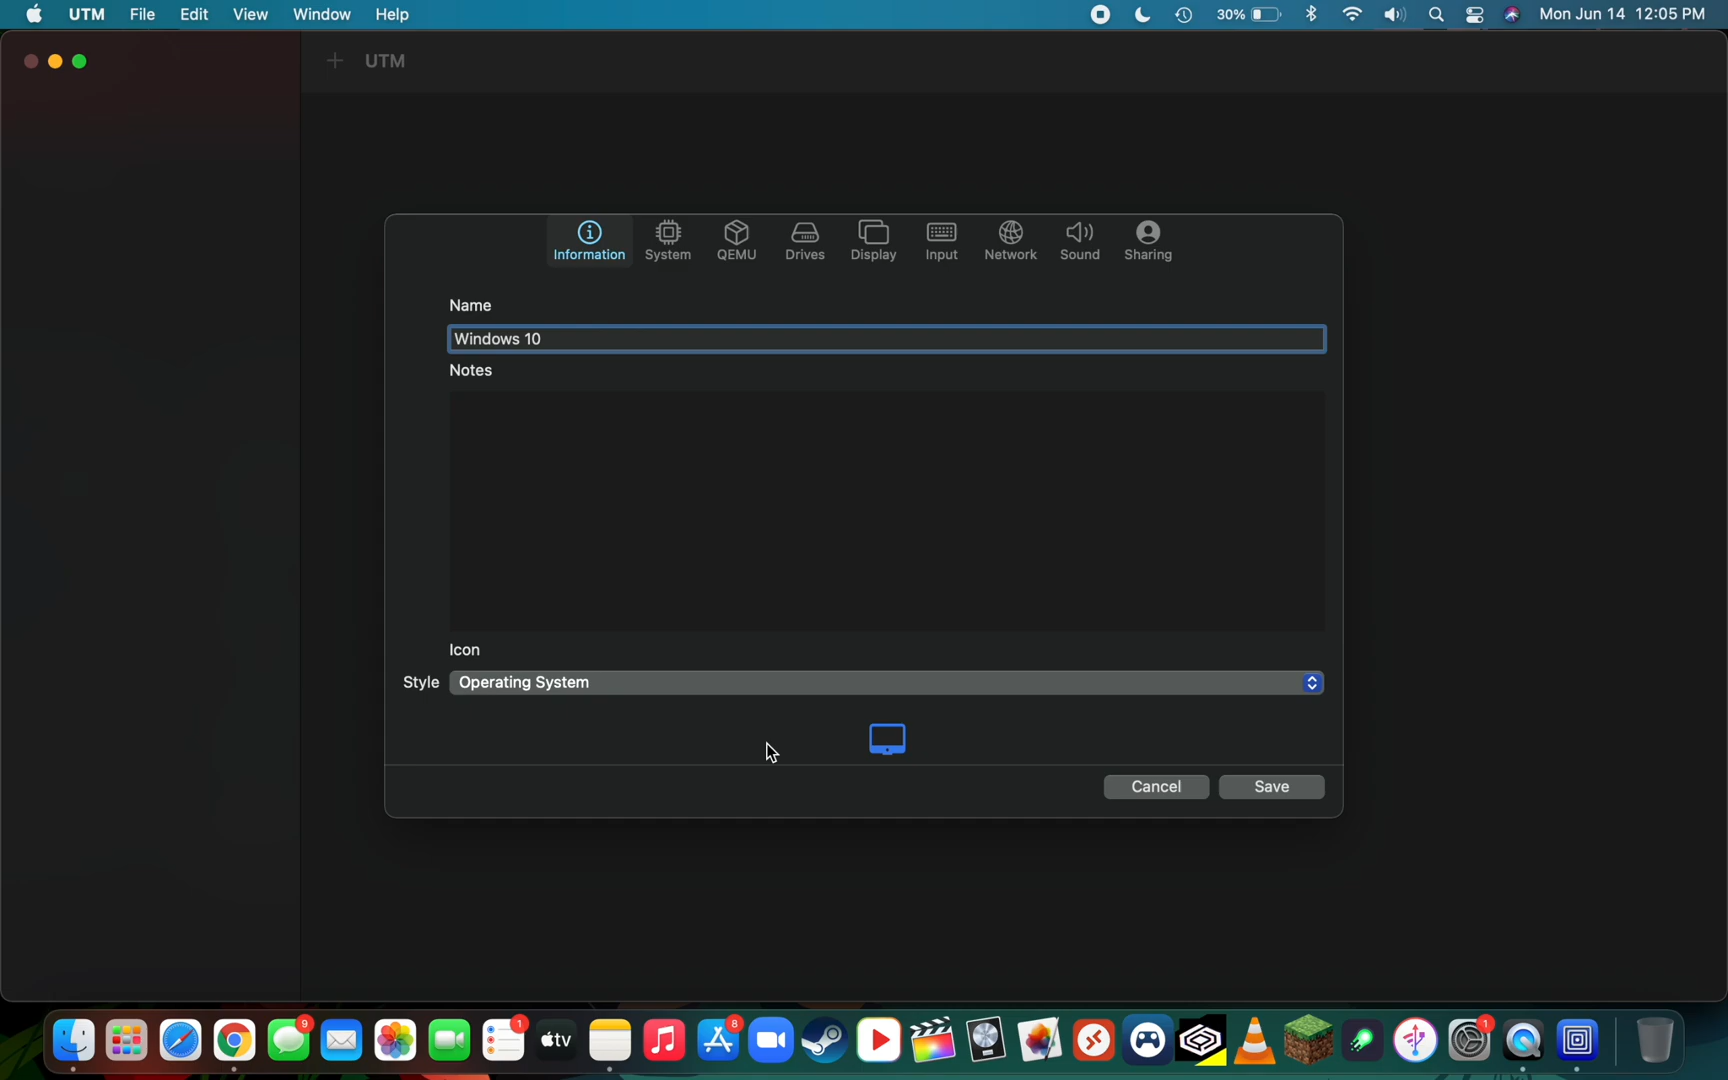 UTM File Edit View Window Help 30% Mon Jun 14 12:05 PM
+ UTM
Information System QEMU Drives Display Input Network Sound Sharing
Name
Windows 10
Notes
Icon
Style Operating System
Cancel Save
9 1 tv 8 1